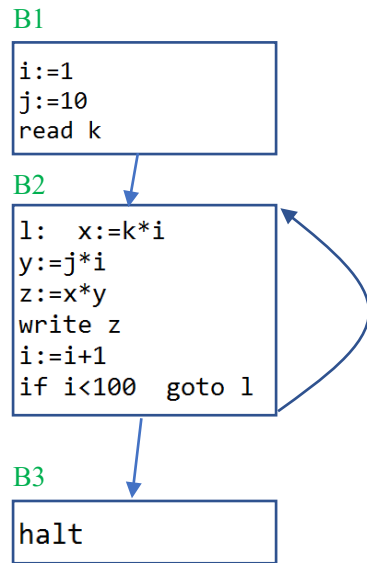 B1
i:=1
j:=10
read k
B2
l:  x:=k*i
y:=j*i
z:=x*y
write z
i:=i+1
if i<100  goto l
B3
halt